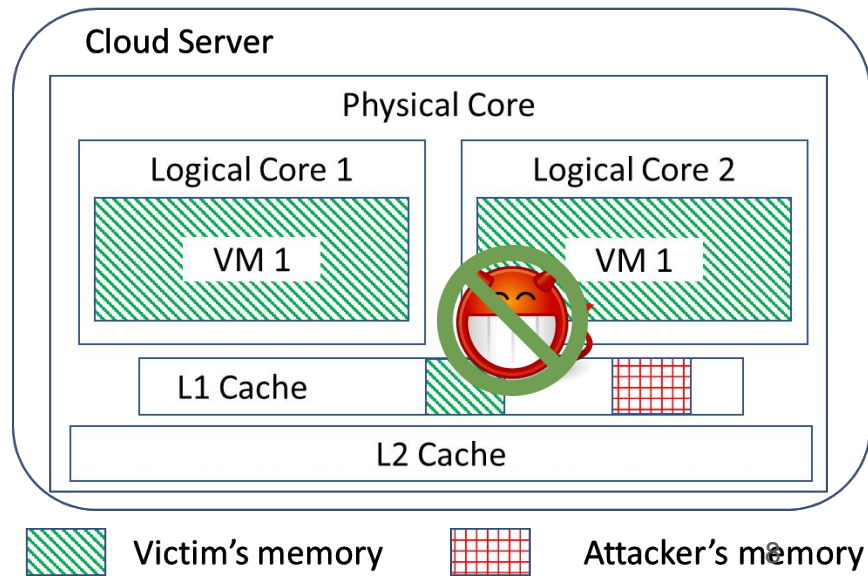 Cloud Server
Physical Core
Logical Core 1
Logical Core 2
VM 1
VM 1
L1 Cache
L2 Cache
Victim's memory
Attacker's memory
8